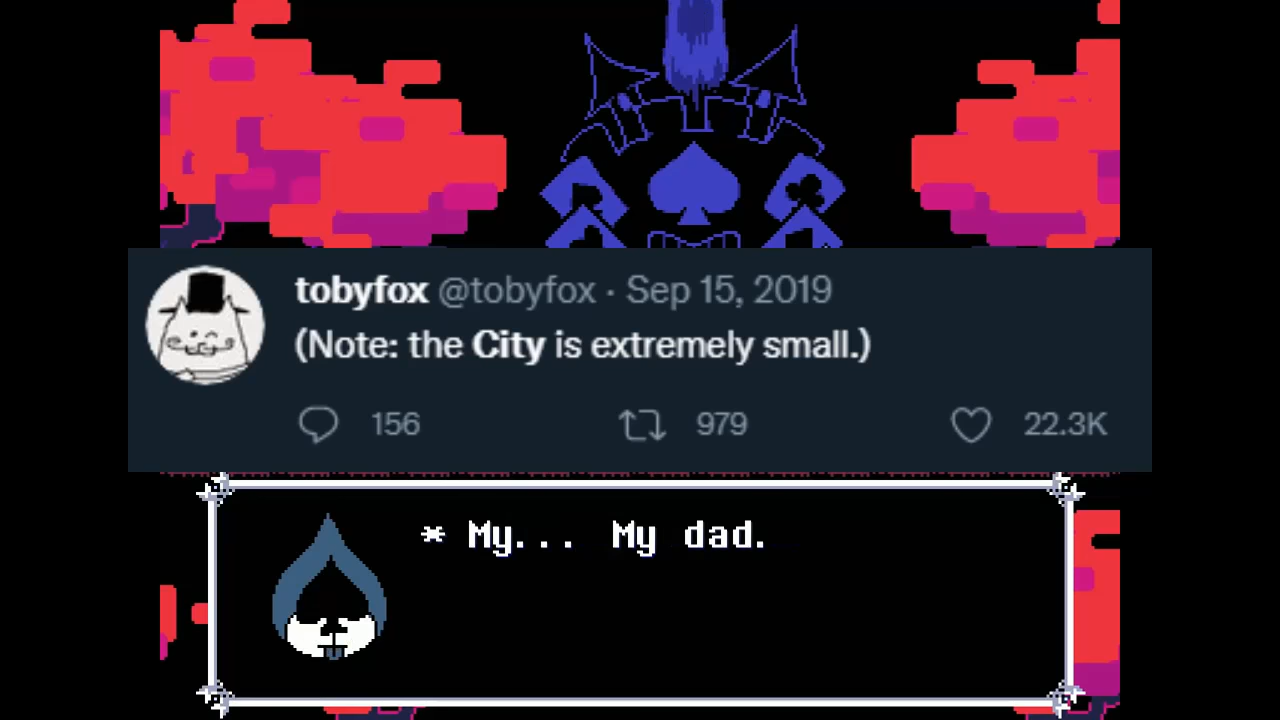 tobyfox @tobyfox · Sep 15, 2019
(Note: the City is extremely small.)
156 979 22.3K
* My... My dad.